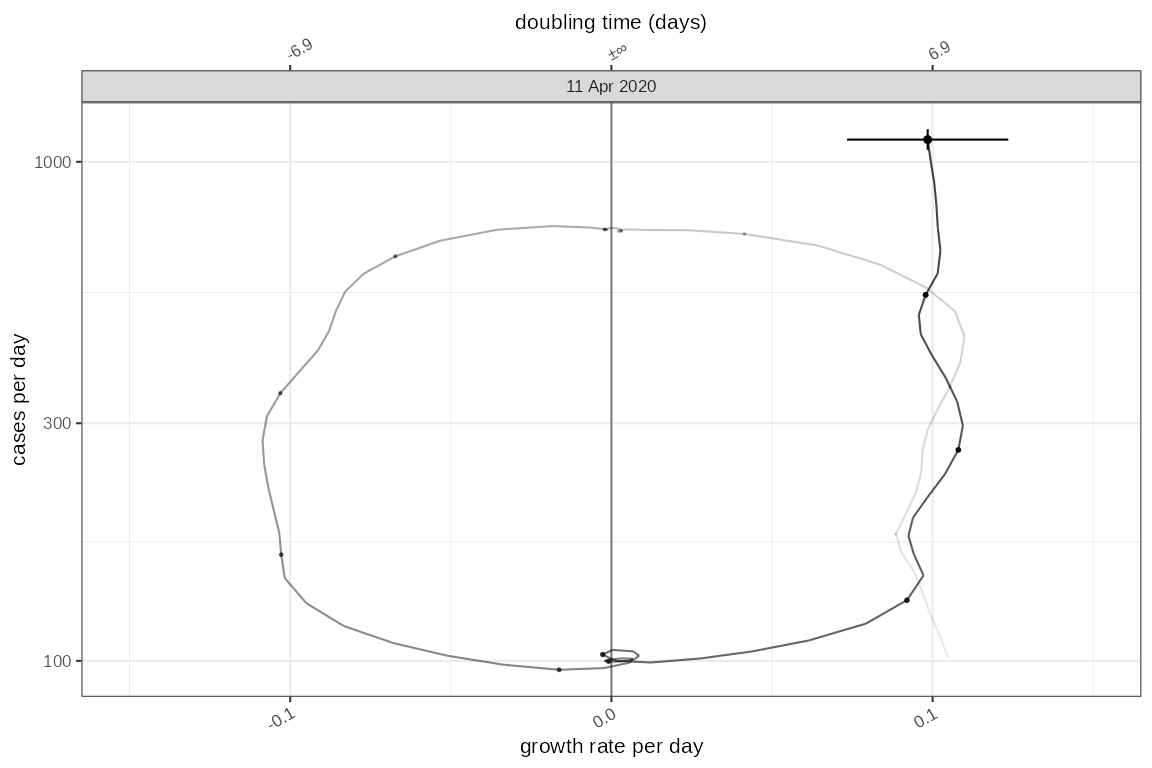 doubling time (days)
-6.9
±∞
6.9
11 Apr 2020
1000
300
100
cases per day
-0.1
0.0
0.1
growth rate per day